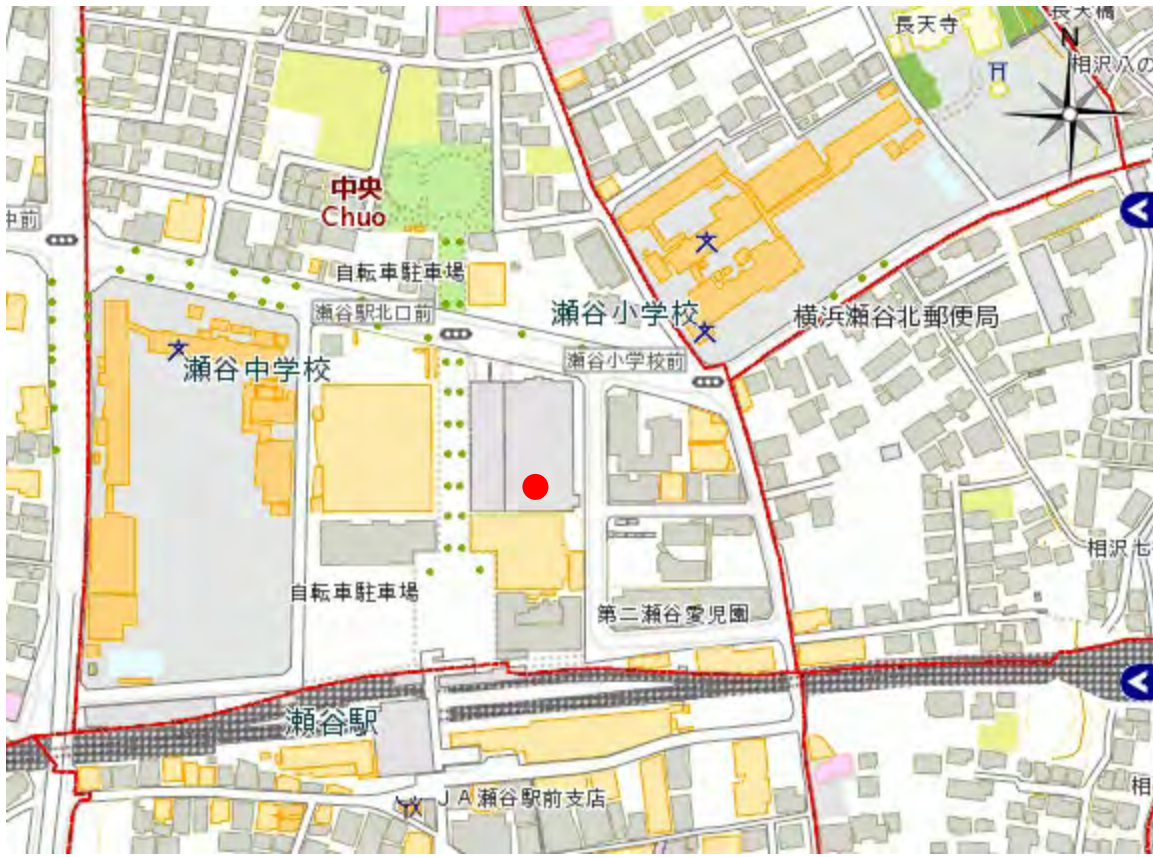 長天寺
長天橋
N
相沢八の
中央
Chuo
中前
自転車駐車場
瀬谷駅北口前
瀬谷小学校
横浜瀬谷北郵便局
瀬谷中学校
瀬谷小学校前
相沢七
自転車駐車場
第二瀬谷愛児園
瀬谷駅
相
JA瀬谷駅前支店